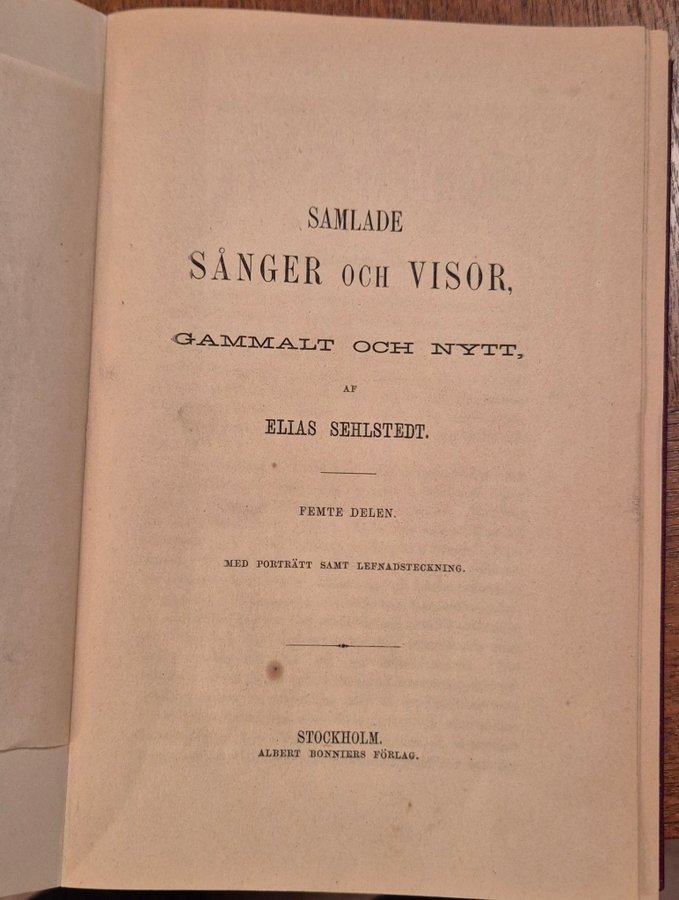 SAMLADE
SÅNGER OCH VISOR,
GAMMALT OCH NYTT,
AF
ELIAS SEHLSTEDT.
FEMTE DELEN.
MED PORTRÄTT SAMT LEFNADSTECKNING.
STOCKHOLM.
ALBERT BONNIERS FÖRLAG.